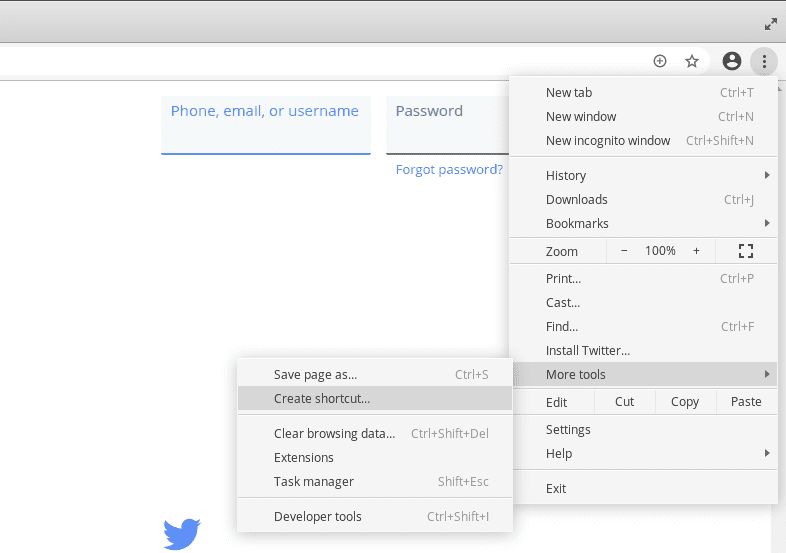 Phone, email, or username
Password
Forgot password?
New tab Ctrl+T
New window Ctrl+N
New incognito window Ctrl+Shift+N
History
Downloads Ctrl+J
Bookmarks
Zoom − 100% +
Print... Ctrl+P
Cast...
Find... Ctrl+F
Install Twitter...
More tools
Edit Cut Copy Paste
Settings
Help
Exit
Save page as... Ctrl+S
Create shortcut...
Clear browsing data... Ctrl+Shift+Del
Extensions
Task manager Shift+Esc
Developer tools Ctrl+Shift+I